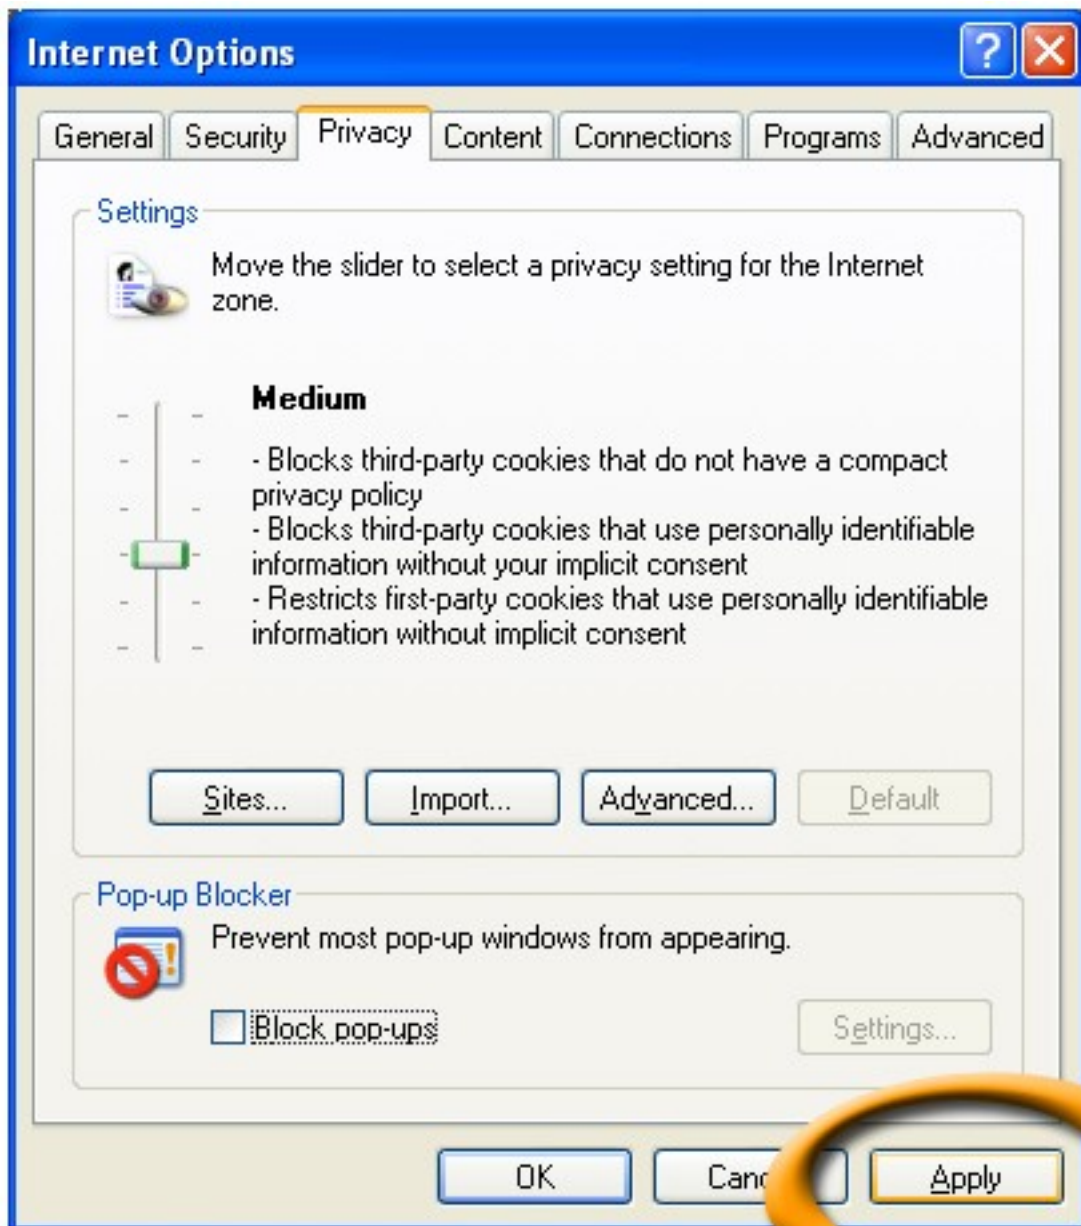 Internet Options
General Security Privacy Content Connections Programs Advanced
Settings
Move the slider to select a privacy setting for the Internet
zone.
Medium
- Blocks third-party cookies that do not have a compact
privacy policy
- Blocks third-party cookies that use personally identifiable
information without your implicit consent
- Restricts first-party cookies that use personally identifiable
information without implicit consent
Sites... Import... Advanced... Default
Pop-up Blocker
Prevent most pop-up windows from appearing.
Block pop-ups Settings...
OK Canc Apply